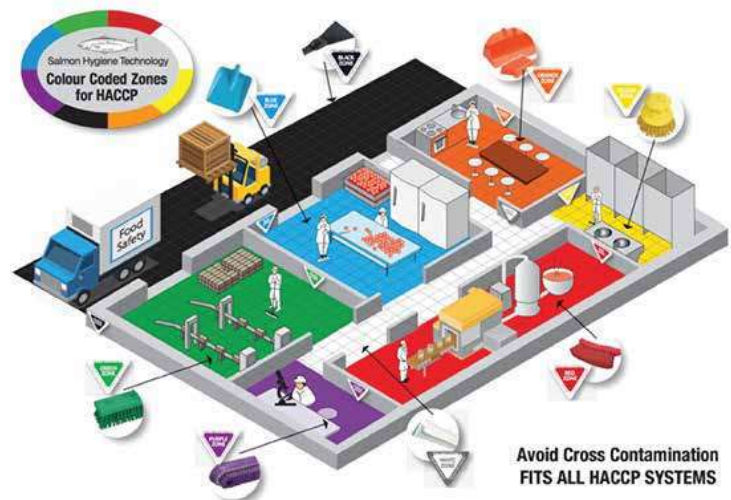 Salmon Hygiene Technology
Colour Coded Zones
for HACCP
BLACK
ZONE
BLUE
ZONE
ORANGE
ZONE
YELLOW
ZONE
Food
Safety
GREEN
ZONE
RED
ZONE
PURPLE
ZONE
WHITE
ZONE
Avoid Cross Contamination
FITS ALL HACCP SYSTEMS